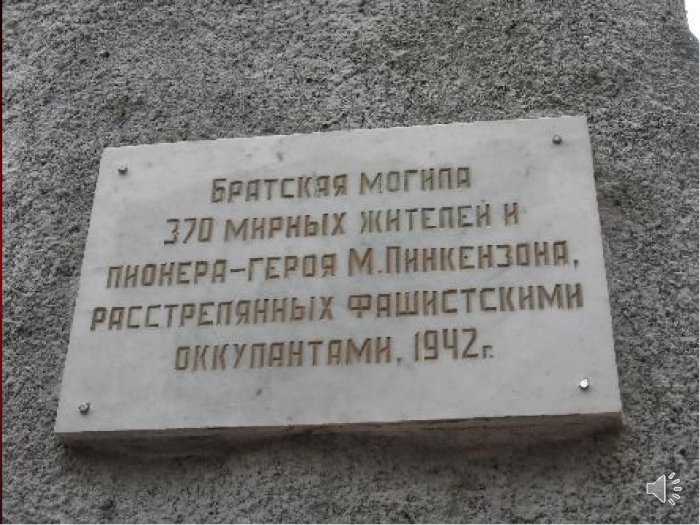 БРАТСКАЯ МОГИЛА
370 МИРНЫХ ЖИТЕЛЕЙ И
ПИОНЕРА-ГЕРОЯ М.ПИНКЕНЗОНА,
РАССТРЕЛЯННЫХ ФАШИСТСКИМИ
ОККУПАНТАМИ, 1942г.